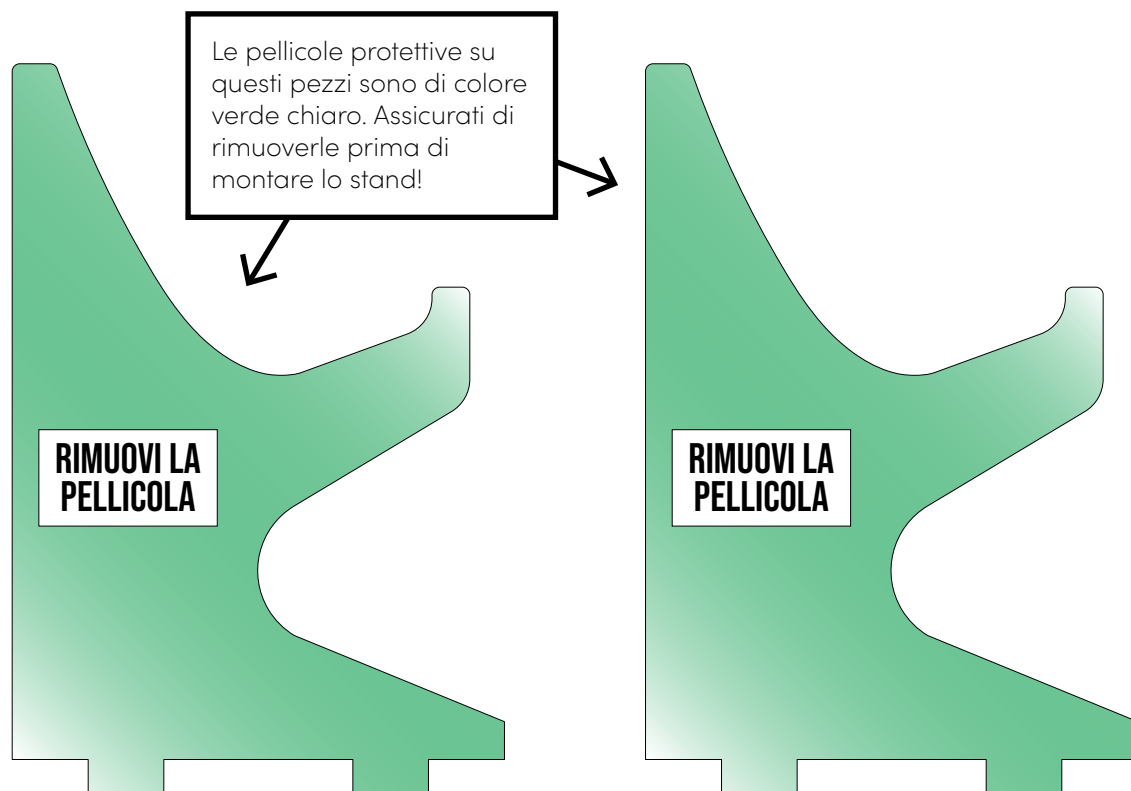 Le pellicole protettive su
questi pezzi sono di colore
verde chiaro. Assicurati di
rimuoverle prima di
montare lo stand!
RIMUOVI LA
PELLICOLA
RIMUOVI LA
PELLICOLA